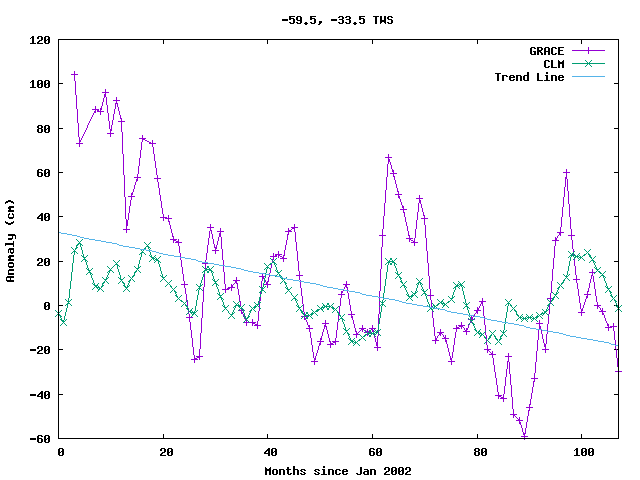 -59.5, -33.5 TWS
120
100
80
60
40
20
0
-20
-40
-60
Anomaly (cm)
GRACE
CLM
Trend Line
0 20 40 60 80 100
Months since Jan 2002